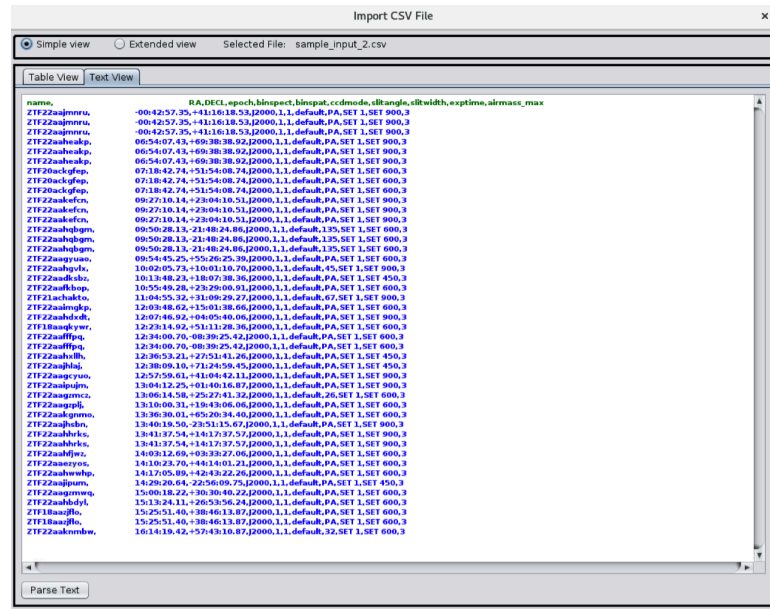 Import CSV File
Simple view Extended view Selected File: sample_input_2.csv
Table View Text View
name, RA,DECL,epoch,binspect,binspat,ccdmode,slitangle,slitwidth,exptime,airmass_max
ZTF22aajmnru, -00:42:57.35,+41:16:18.53,J2000,1,1,default,PA,SET 1,SET 900,3
ZTF22aajmnru, -00:42:57.35,+41:16:18.53,J2000,1,1,default,PA,SET 1,SET 900,3
ZTF22aajmnru, -00:42:57.35,+41:16:18.53,J2000,1,1,default,PA,SET 1,SET 900,3
ZTF22aaheakp, 06:54:07.43,+69:38:38.92,J2000,1,1,default,PA,SET 1,SET 900,3
ZTF22aaheakp, 06:54:07.43,+69:38:38.92,J2000,1,1,default,PA,SET 1,SET 900,3
ZTF22aaheakp, 06:54:07.43,+69:38:38.92,J2000,1,1,default,PA,SET 1,SET 900,3
ZTF20ackgfep, 07:18:42.74,+51:54:08.74,J2000,1,1,default,PA,SET 1,SET 600,3
ZTF20ackgfep, 07:18:42.74,+51:54:08.74,J2000,1,1,default,PA,SET 1,SET 600,3
ZTF20ackgfep, 07:18:42.74,+51:54:08.74,J2000,1,1,default,PA,SET 1,SET 600,3
ZTF22aakefcn, 09:27:10.14,+23:04:10.51,J2000,1,1,default,PA,SET 1,SET 900,3
ZTF22aakefcn, 09:27:10.14,+23:04:10.51,J2000,1,1,default,PA,SET 1,SET 900,3
ZTF22aakefcn, 09:27:10.14,+23:04:10.51,J2000,1,1,default,PA,SET 1,SET 900,3
ZTF22aahqbgm, 09:50:28.13,-21:48:24.86,J2000,1,1,default,135,SET 1,SET 600,3
ZTF22aahqbgm, 09:50:28.13,-21:48:24.86,J2000,1,1,default,135,SET 1,SET 600,3
ZTF22aahqbgm, 09:50:28.13,-21:48:24.86,J2000,1,1,default,135,SET 1,SET 600,3
ZTF22aagyuao, 09:54:45.25,+55:26:25.39,J2000,1,1,default,PA,SET 1,SET 600,3
ZTF22aahgvlx, 10:02:05.73,+10:01:10.70,J2000,1,1,default,45,SET 1,SET 900,3
ZTF22aadksbz, 10:13:48.23,+18:07:38.36,J2000,1,1,default,PA,SET 1,SET 450,3
ZTF22aafkbop, 10:55:49.28,+23:29:00.91,J2000,1,1,default,PA,SET 1,SET 600,3
ZTF21achakto, 11:04:55.32,+31:09:29.27,J2000,1,1,default,67,SET 1,SET 900,3
ZTF22aaimgkp, 12:03:48.62,+15:01:38.66,J2000,1,1,default,PA,SET 1,SET 600,3
ZTF22aahdxdt, 12:07:46.92,+04:05:40.06,J2000,1,1,default,PA,SET 1,SET 900,3
ZTF18aaqkywr, 12:23:14.92,+51:11:28.36,J2000,1,1,default,PA,SET 1,SET 600,3
ZTF22aafffpq, 12:34:00.70,-08:39:25.42,J2000,1,1,default,PA,SET 1,SET 600,3
ZTF22aafffpq, 12:34:00.70,-08:39:25.42,J2000,1,1,default,PA,SET 1,SET 600,3
ZTF22aahxllh, 12:36:53.21,+27:51:41.26,J2000,1,1,default,PA,SET 1,SET 450,3
ZTF22aajhlaj, 12:38:09.10,+71:24:59.45,J2000,1,1,default,PA,SET 1,SET 450,3
ZTF22aagcyuo, 12:57:59.61,+41:04:42.11,J2000,1,1,default,PA,SET 1,SET 900,3
ZTF22aaipujm, 13:04:12.25,+01:40:16.87,J2000,1,1,default,PA,SET 1,SET 900,3
ZTF22aagzmcz, 13:06:14.58,+25:27:41.32,J2000,1,1,default,26,SET 1,SET 600,3
ZTF22aagzplj, 13:10:00.31,+19:43:06.06,J2000,1,1,default,PA,SET 1,SET 600,3
ZTF22aakgnmo, 13:36:30.01,+65:20:34.40,J2000,1,1,default,PA,SET 1,SET 600,3
ZTF22aajhsbn, 13:40:19.50,-23:51:15.67,J2000,1,1,default,PA,SET 1,SET 900,3
ZTF22aahhrks, 13:41:37.54,+14:17:37.57,J2000,1,1,default,PA,SET 1,SET 900,3
ZTF22aahhrks, 13:41:37.54,+14:17:37.57,J2000,1,1,default,PA,SET 1,SET 900,3
ZTF22aahfjwz, 14:03:12.69,+03:33:27.06,J2000,1,1,default,PA,SET 1,SET 600,3
ZTF22aaezyos, 14:10:23.70,+44:14:01.21,J2000,1,1,default,PA,SET 1,SET 600,3
ZTF22aahwwhp, 14:17:05.89,+42:43:22.26,J2000,1,1,default,PA,SET 1,SET 600,3
ZTF22aajipum, 14:29:20.64,-22:56:09.75,J2000,1,1,default,PA,SET 1,SET 450,3
ZTF22aagzmwq, 15:00:18.22,+30:30:40.22,J2000,1,1,default,PA,SET 1,SET 600,3
ZTF22aahbdyl, 15:13:24.11,+26:53:56.24,J2000,1,1,default,PA,SET 1,SET 600,3
ZTF18aazjflo, 15:25:51.40,+38:46:13.87,J2000,1,1,default,PA,SET 1,SET 600,3
ZTF18aazjflo, 15:25:51.40,+38:46:13.87,J2000,1,1,default,PA,SET 1,SET 600,3
ZTF22aaknmbw, 16:14:19.42,+57:43:10.87,J2000,1,1,default,32,SET 1,SET 600,3
Parse Text